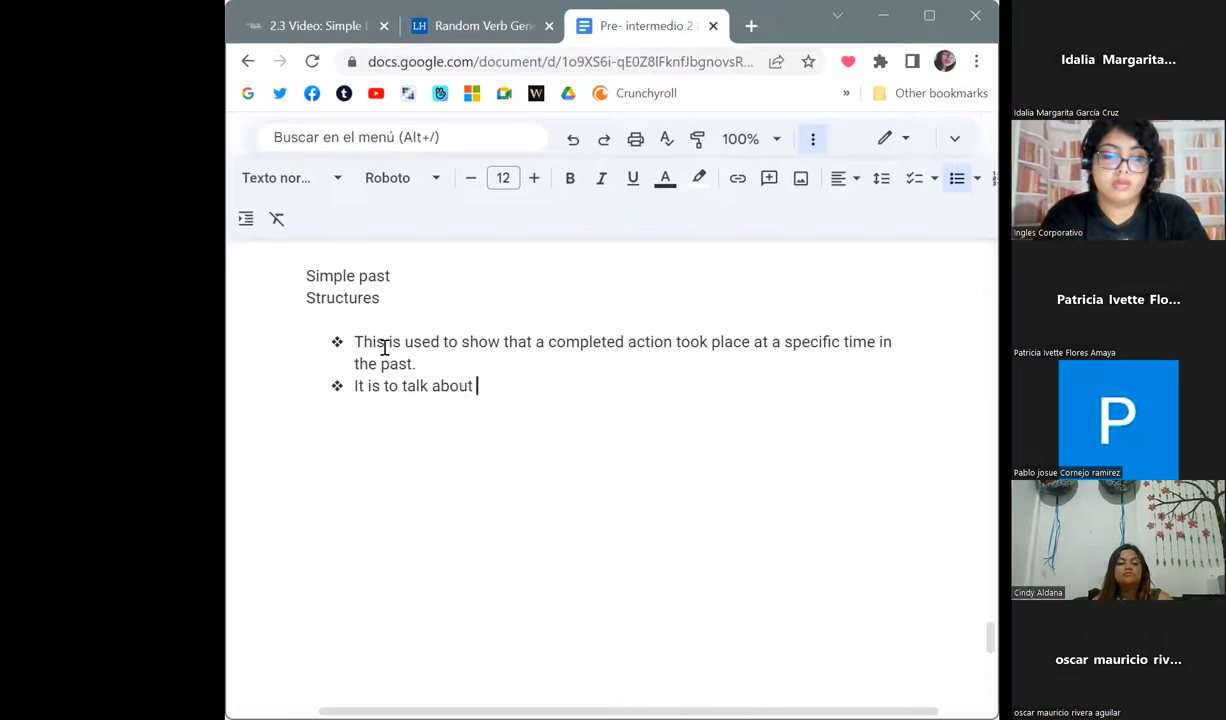 2.3 Video: Simple
Random Verb Gen
Pre- intermedio 2
docs.google.com/document/d/1o9XS6i-qE0Z8lFknfJbgnovsR...
Crunchyroll
»
Other bookmarks
Buscar en el menú (Alt+/)
100%
Texto nor...
Roboto
12
Simple past
Structures
❖ This is used to show that a completed action took place at a specific time in
the past.
❖ It is to talk about
Idalia Margarita...
Idalia Margarita García Cruz
Ingles Corporativo
Patricia Ivette Flo...
Patricia Ivette Flores Amaya
P
Pablo josue Cornejo ramirez
Cindy Aldana
oscar mauricio riv...
oscar mauricio rivera aguilar